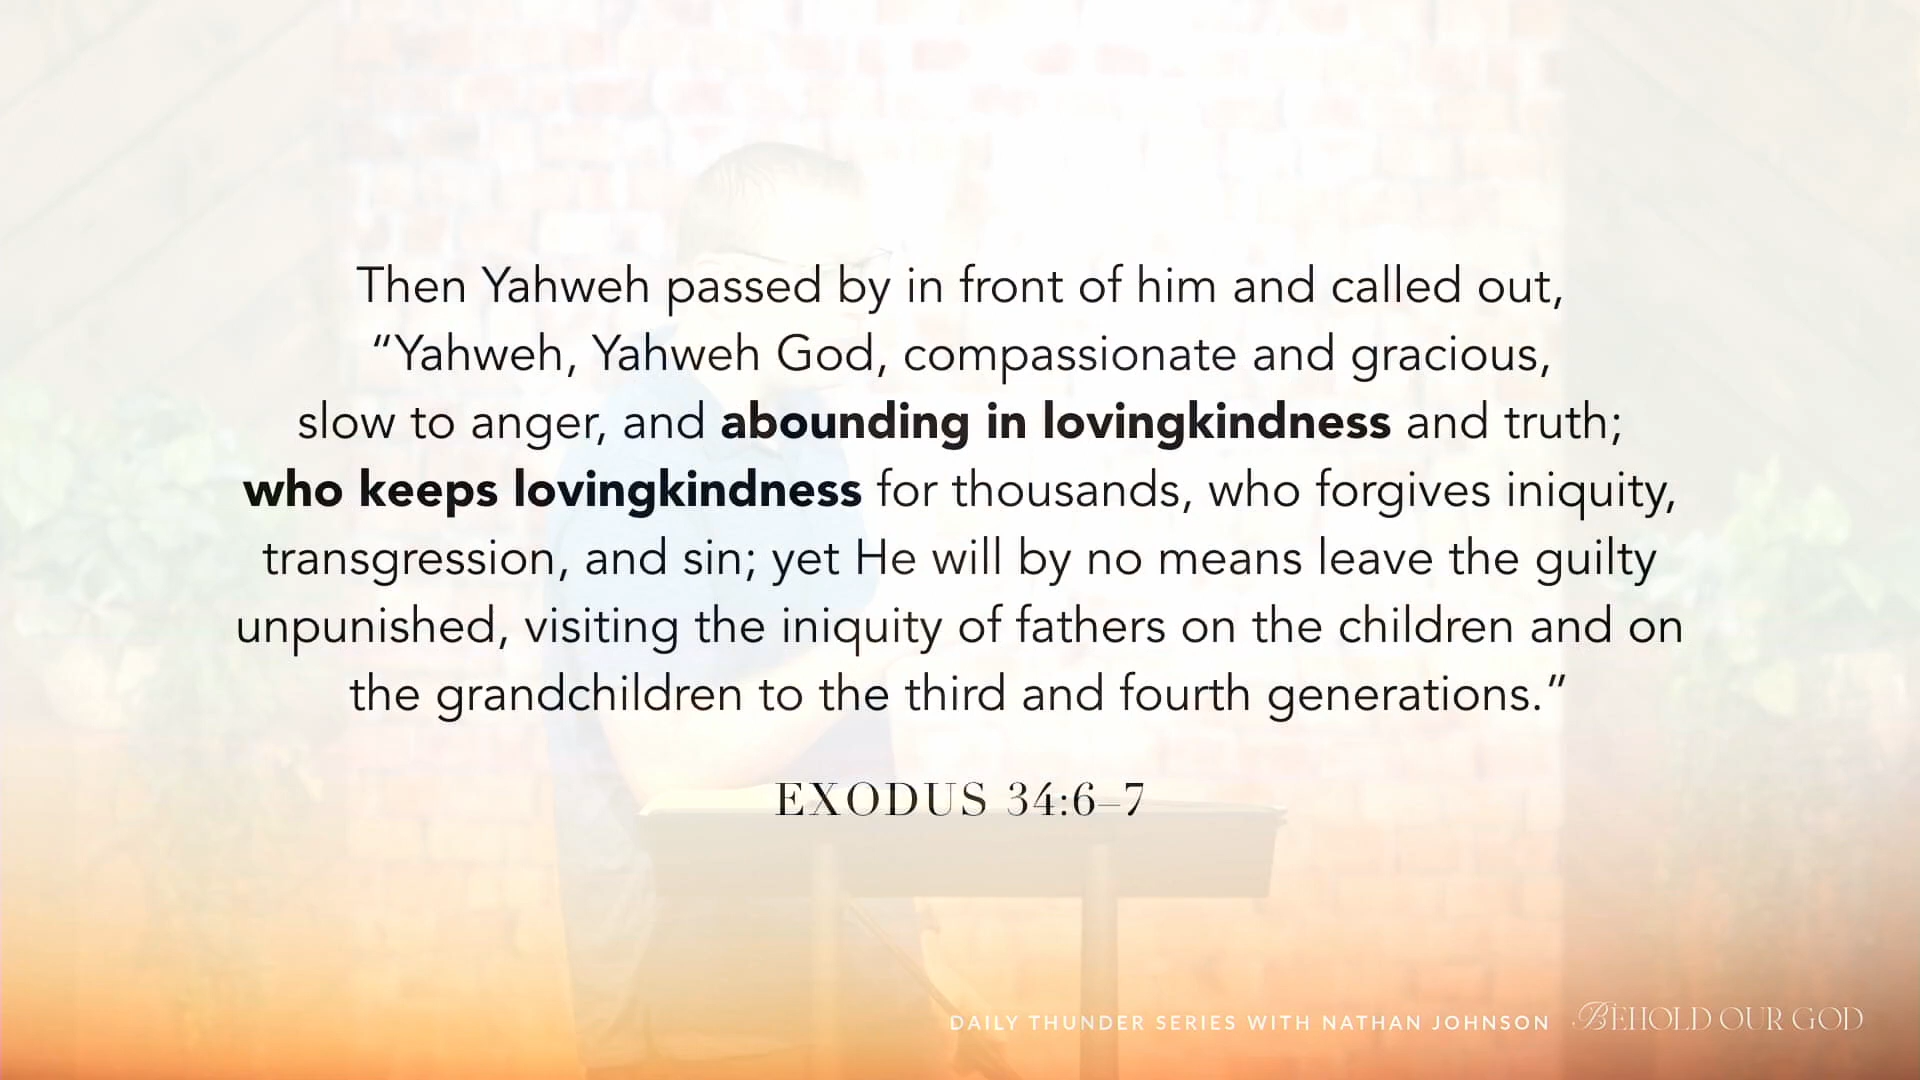 Then Yahweh passed by in front of him and called out,
“Yahweh, Yahweh God, compassionate and gracious,
slow to anger, and abounding in lovingkindness and truth;
who keeps lovingkindness for thousands, who forgives iniquity,
transgression, and sin; yet He will by no means leave the guilty
unpunished, visiting the iniquity of fathers on the children and on
the grandchildren to the third and fourth generations.”
EXODUS 34:6–7
DAILY THUNDER SERIES WITH NATHAN JOHNSON
BEHOLD OUR GOD